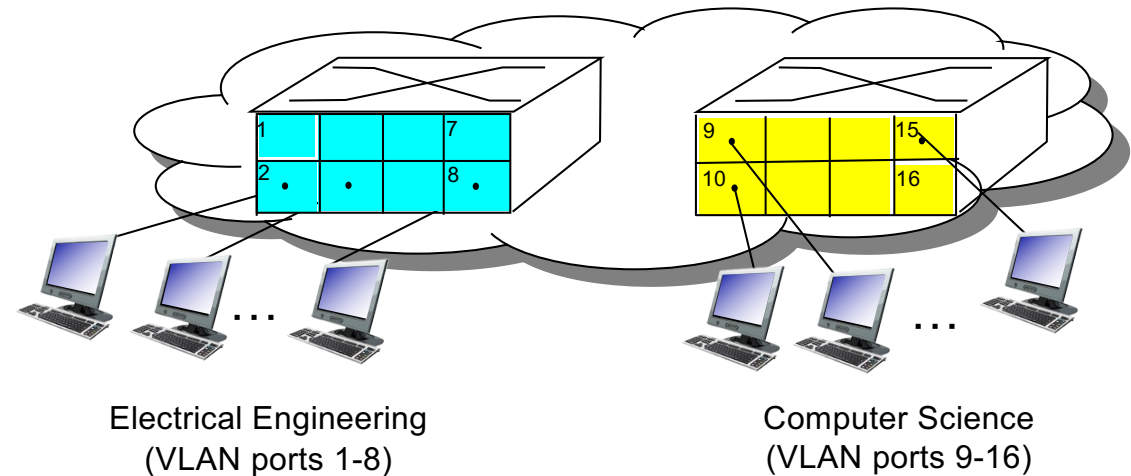 1
7
2
8
9
15
10
16
...
...
Electrical Engineering
(VLAN ports 1-8)
Computer Science
(VLAN ports 9-16)